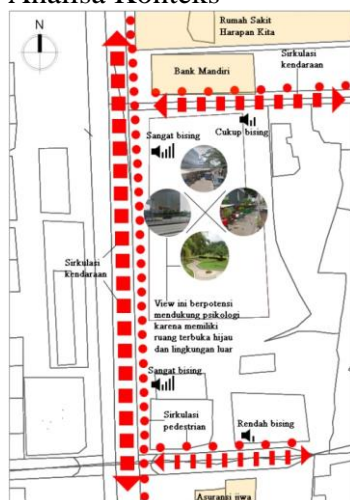 Analisa Konteks
N
Rumah Sakit
Harapan Kita
Sirkulasi
kendaraan
Bank Mandiri
Sangat bising
Cukup bising
Sirkulasi
kendaraan
View ini berpotensi
mendukung psikologi
karena memiliki
ruang terbuka hijau
dan lingkungan luar
Sangat bising
Sirkulasi
pedestrian
Rendah bising
Asuransi jiwa